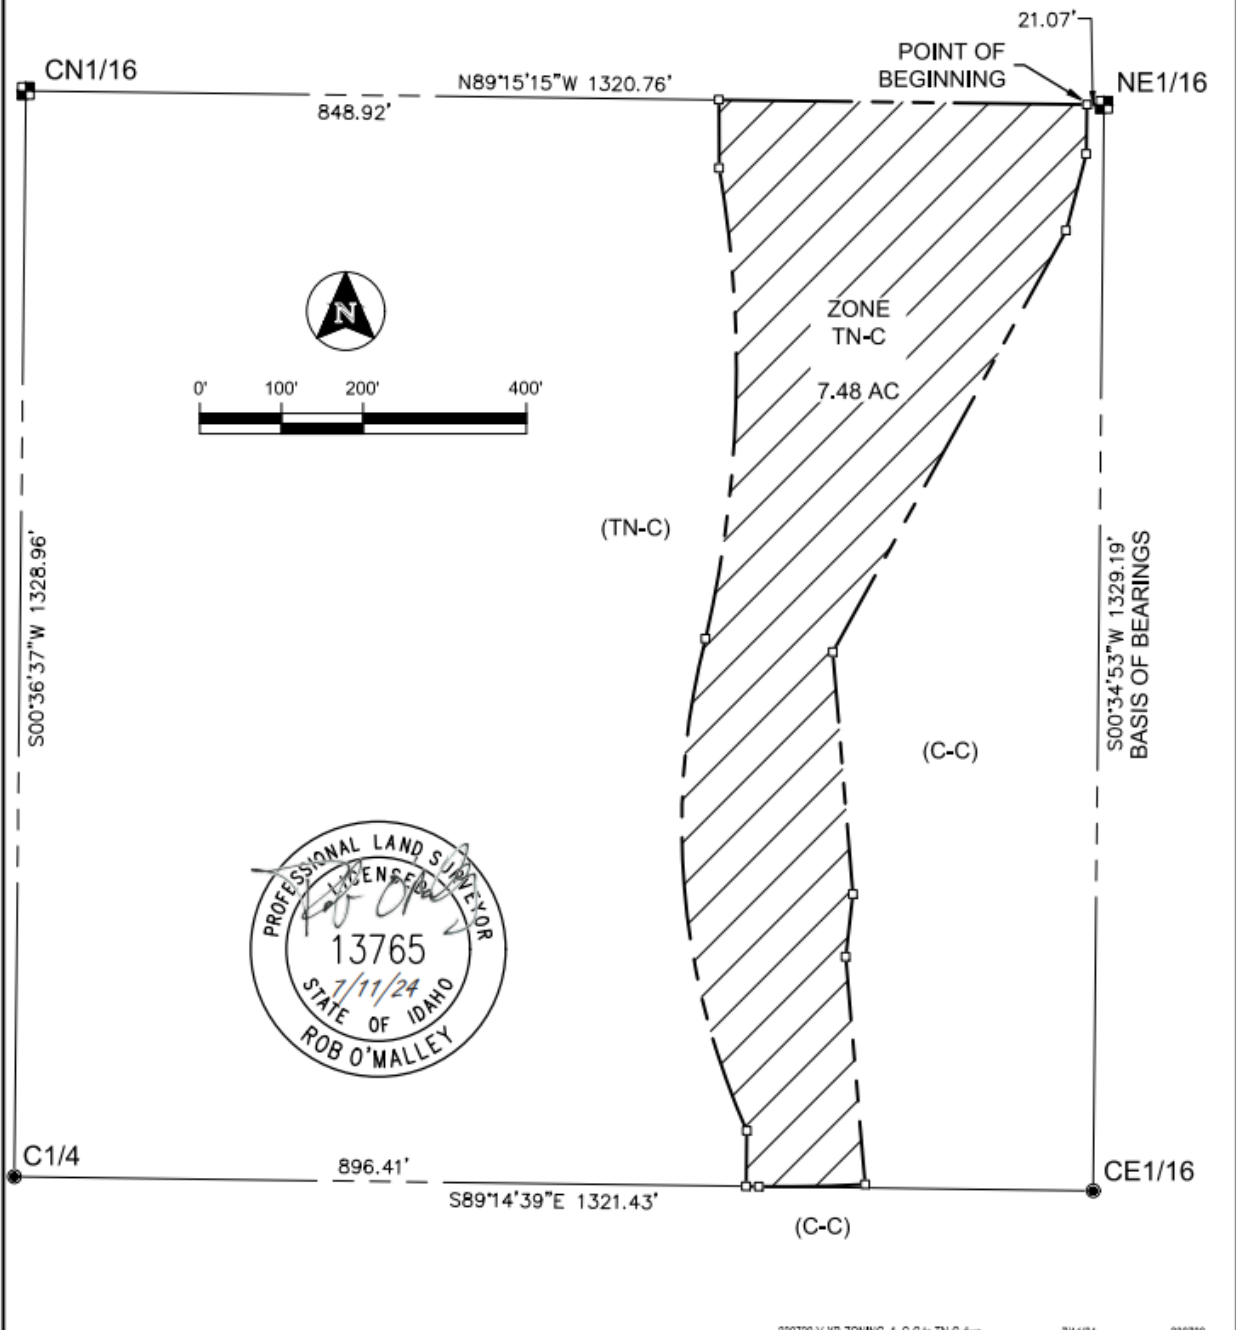 21.07'
POINT OF
BEGINNING
CN1/16
N89°15'15"W 1320.76'
NE1/16
848.92'
N
ZONE
TN-C
7.48 AC
0' 100' 200' 400'
(TN-C)
S00°36'37"W 1328.96'
S00°34'53"W 1329.19'
BASIS OF BEARINGS
(C-C)
PROFESSIONAL LAND SURVEYOR
LICENSED
13765
7/11/24
STATE OF IDAHO
ROB O'MALLEY
C1/4
896.41'
S89°14'39"E 1321.43'
CE1/16
(C-C)